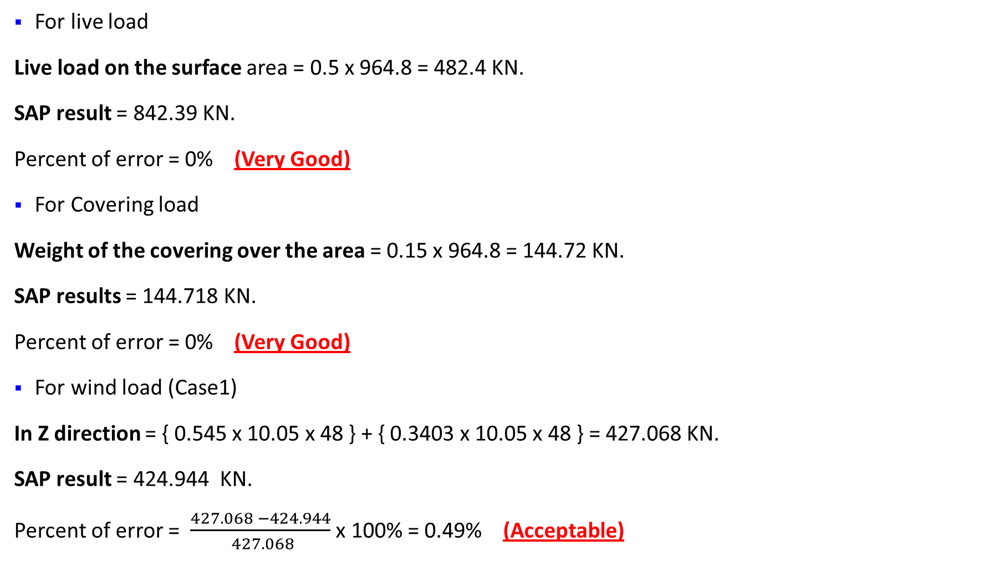 ▪ For live load
Live load on the surface area = 0.5 x 964.8 = 482.4 KN.
SAP result = 842.39 KN.
Percent of error = 0% (Very Good)
▪ For Covering load
Weight of the covering over the area = 0.15 x 964.8 = 144.72 KN.
SAP results = 144.718 KN.
Percent of error = 0% (Very Good)
▪ For wind load (Case1)
In Z direction = { 0.545 x 10.05 x 48 } + { 0.3403 x 10.05 x 48 } = 427.068 KN.
SAP result = 424.944 KN.
Percent of error = (427.068 −424.944)/427.068 x 100% = 0.49% (Acceptable)